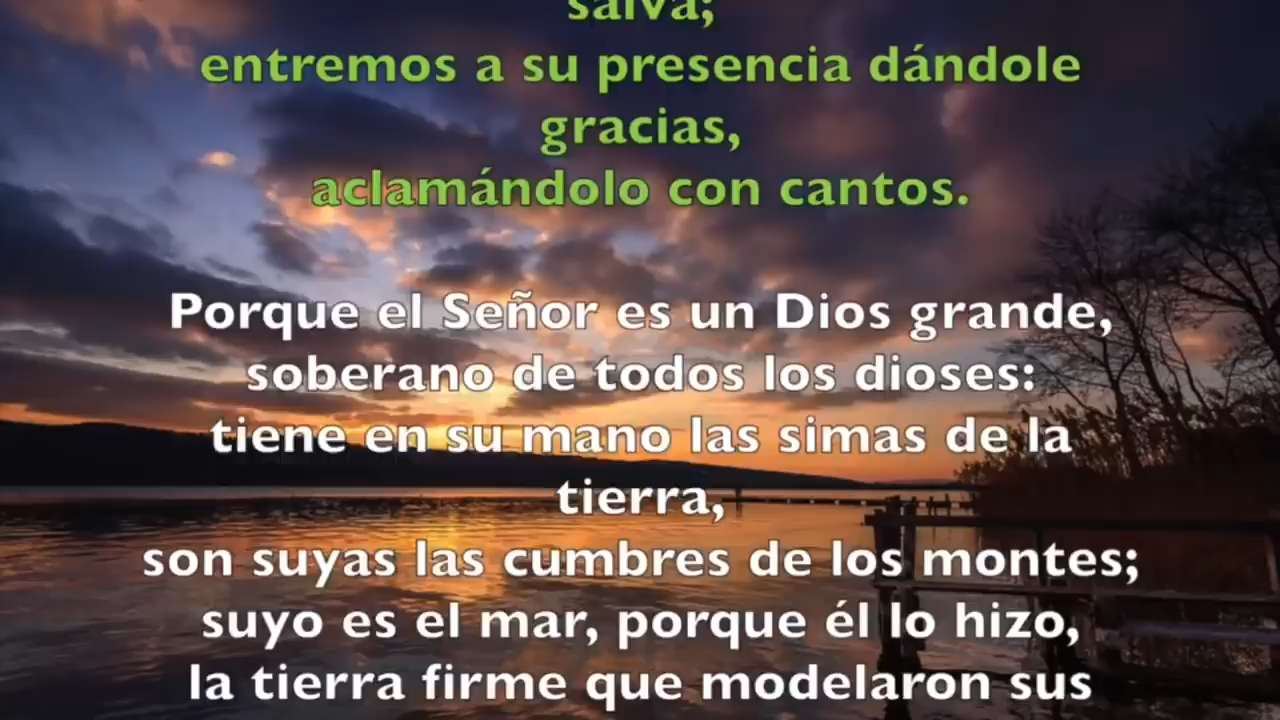 salva;
entremos a su presencia dándole
gracias,
aclamándolo con cantos.
Porque el Señor es un Dios grande,
soberano de todos los dioses:
tiene en su mano las simas de la
tierra,
son suyas las cumbres de los montes;
suyo es el mar, porque él lo hizo,
la tierra firme que modelaron sus